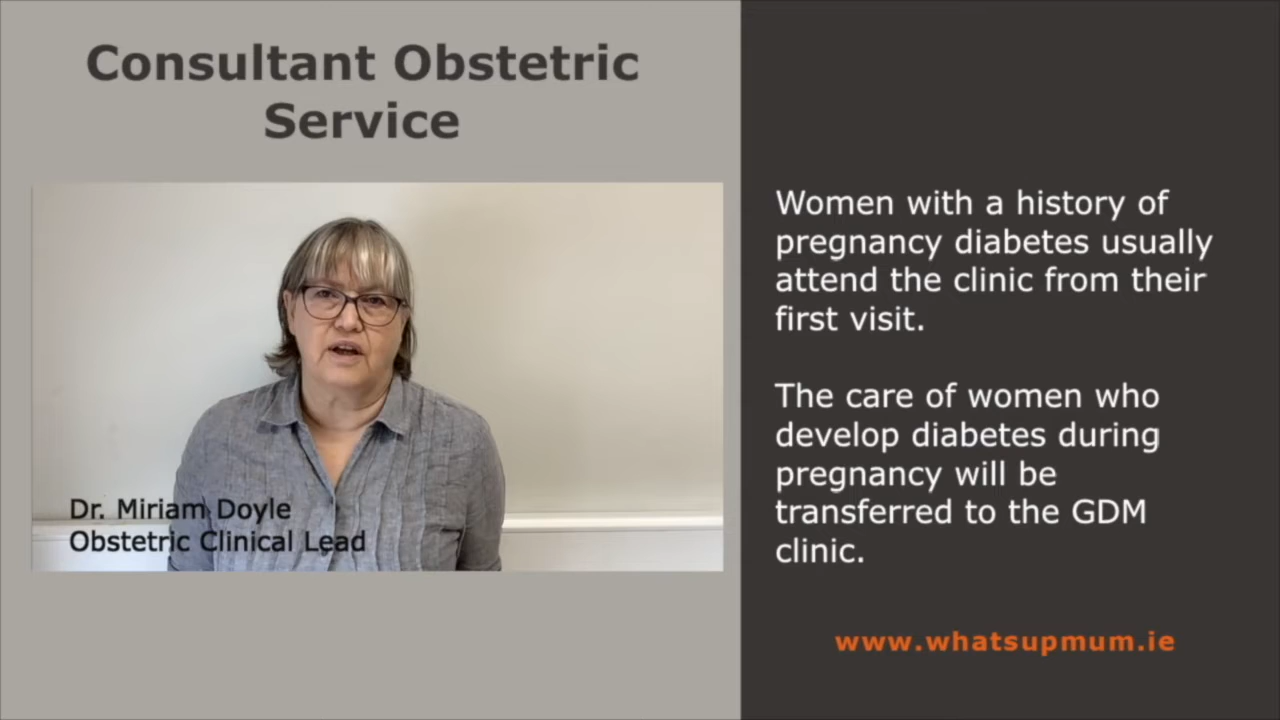 Consultant Obstetric
Service
Dr. Miriam Doyle
Obstetric Clinical Lead
Women with a history of
pregnancy diabetes usually
attend the clinic from their
first visit.
The care of women who
develop diabetes during
pregnancy will be
transferred to the GDM
clinic.
www.whatsupmum.ie